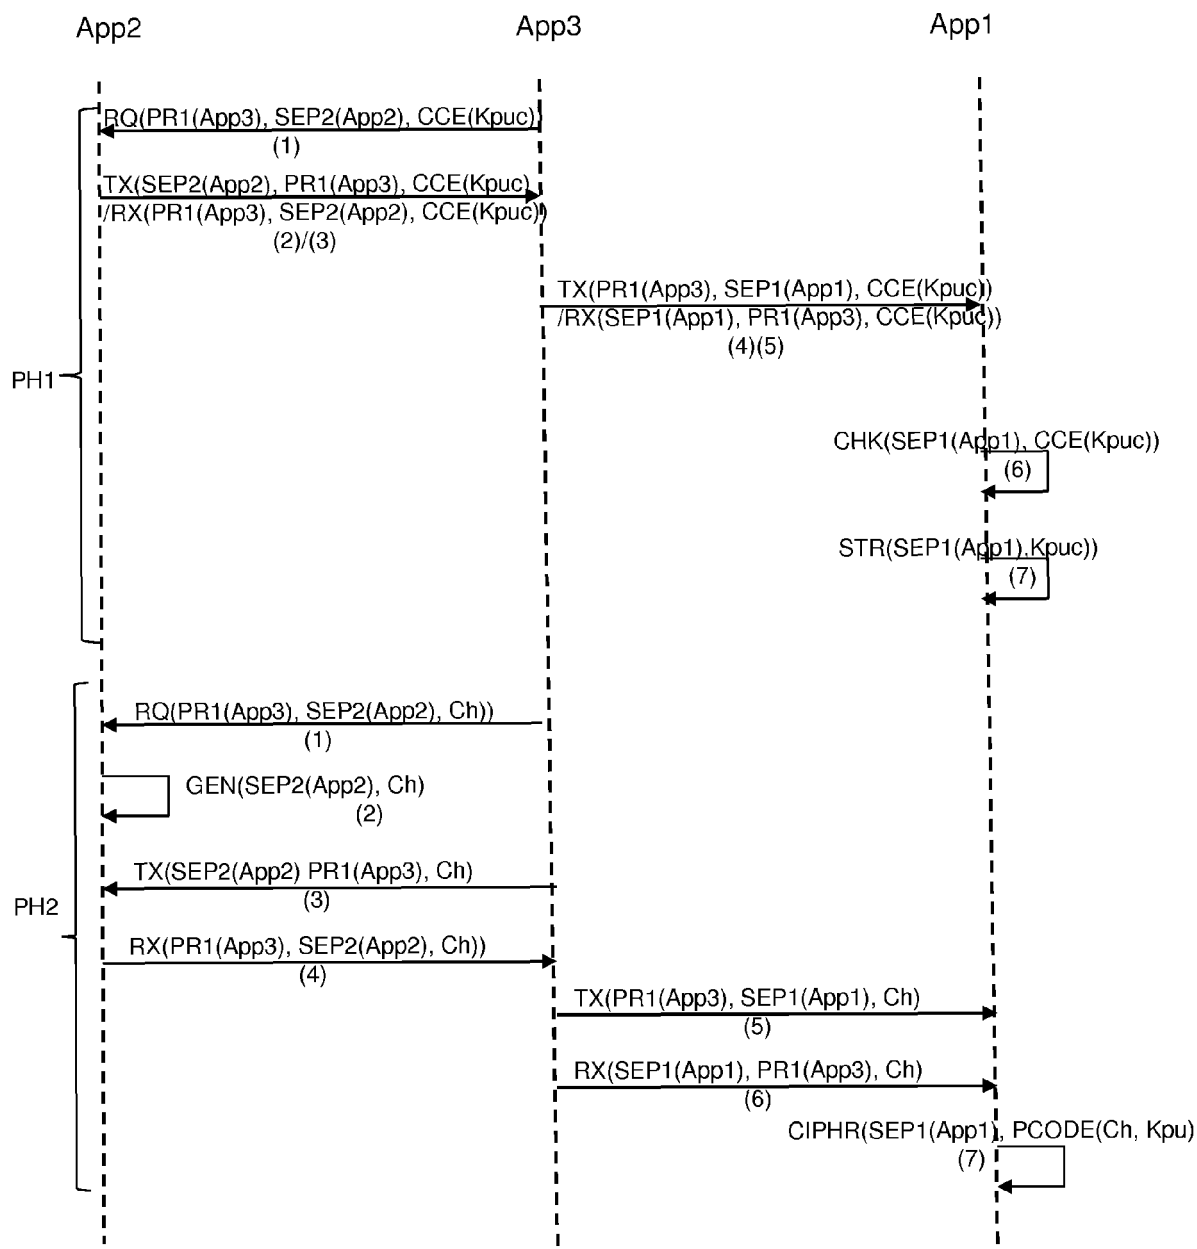 App2 App3 App1
RQ(PR1(App3), SEP2(App2), CCE(Kpuc)
(1)
TX(SEP2(App2), PR1(App3), CCE(Kpuc)
/RX(PR1(App3), SEP2(App2), CCE(Kpuc))
(2)/(3)
TX(PR1(App3), SEP1(App1), CCE(Kpuc))
/RX(SEP1(App1), PR1(App3), CCE(Kpuc))
(4)(5)
PH1
CHK(SEP1(App1), CCE(Kpuc))
(6)
STR(SEP1(App1),Kpuc))
(7)
RQ(PR1(App3), SEP2(App2), Ch))
(1)
GEN(SEP2(App2), Ch)
(2)
TX(SEP2(App2) PR1(App3), Ch)
(3)
PH2
RX(PR1(App3), SEP2(App2), Ch))
(4)
TX(PR1(App3), SEP1(App1), Ch)
(5)
RX(SEP1(App1), PR1(App3), Ch)
(6)
CIPHR(SEP1(App1), PCODE(Ch, Kpu)
(7)